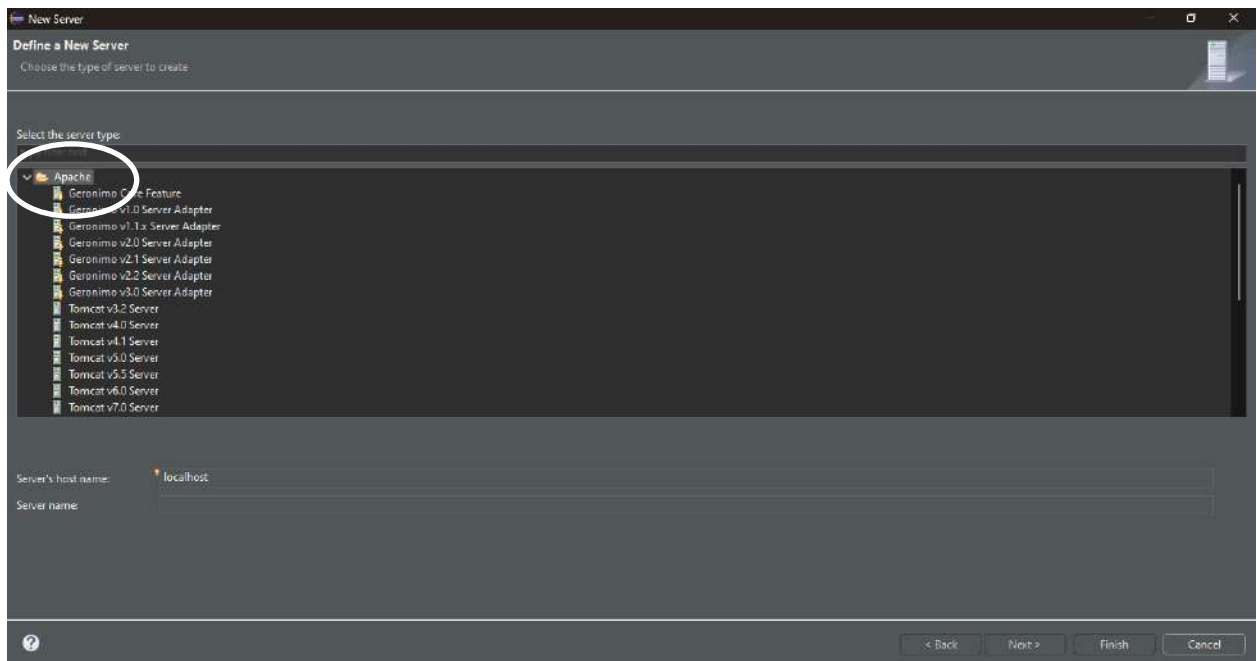 New Server
Define a New Server
Choose the type of server to create
Select the server type:
Apache
Geronimo Core Feature
Geronimo v1.0 Server Adapter
Geronimo v1.1.x Server Adapter
Geronimo v2.0 Server Adapter
Geronimo v2.1 Server Adapter
Geronimo v2.2 Server Adapter
Geronimo v3.0 Server Adapter
Tomcat v3.2 Server
Tomcat v4.0 Server
Tomcat v4.1 Server
Tomcat v5.0 Server
Tomcat v5.5 Server
Tomcat v6.0 Server
Tomcat v7.0 Server
Server's host name: localhost
Server name:
< Back Next > Finish Cancel